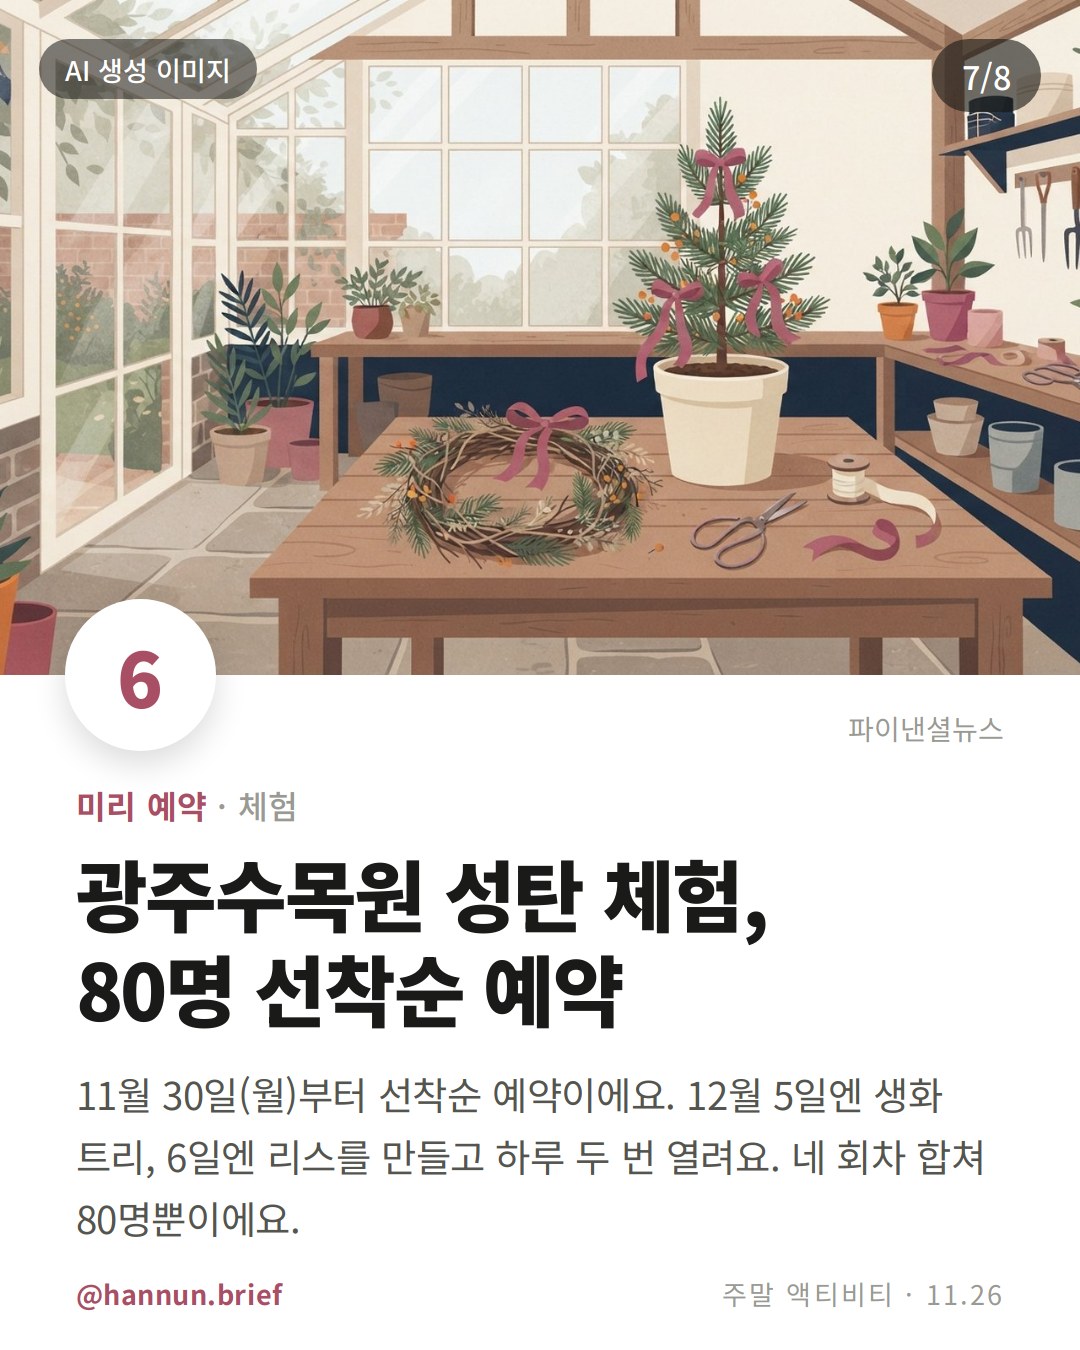 AI 생성 이미지
7/8
6
파이낸셜뉴스
미리 예약 · 체험
광주수목원 성탄 체험,
80명 선착순 예약
11월 30일(월)부터 선착순 예약이에요. 12월 5일엔 생화
트리, 6일엔 리스를 만들고 하루 두 번 열려요. 네 회차 합쳐
80명뿐이에요.
@hannun.brief
주말 액티비티 · 11.26